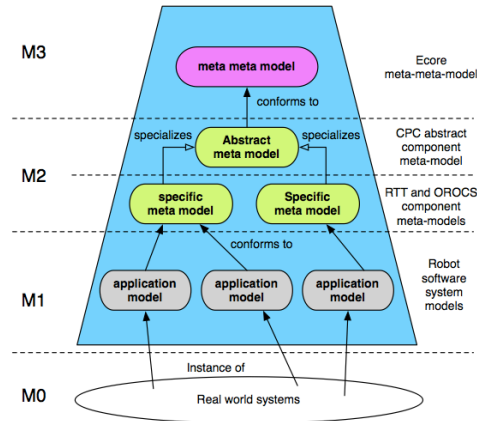 M3
meta meta model
Ecore
meta-meta-model
conforms to
specializes
specializes
Abstract
meta model
CPC abstract
component
meta-model
M2
specific
meta model
Specific
meta model
RTT and OROCS
component
meta-models
conforms to
M1
application
model
application
model
application
model
Robot
software
system
models
Instance of
M0
Real world systems